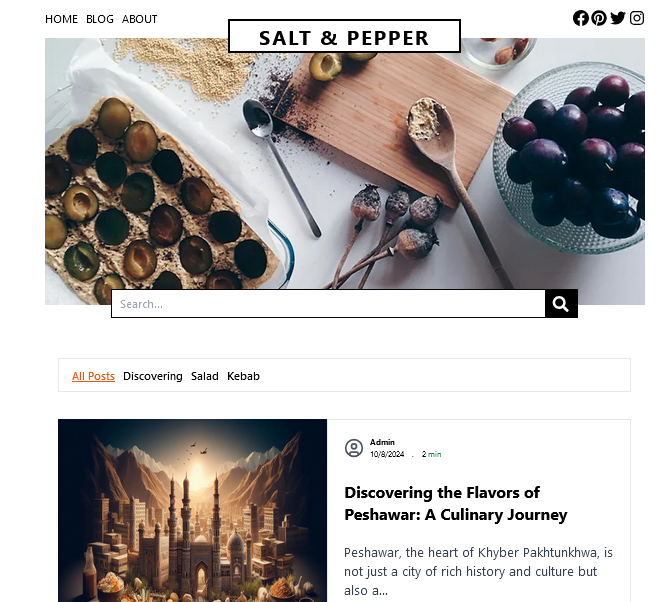 HOME BLOG ABOUT
SALT & PEPPER
Search...
All Posts Discovering Salad Kebab
Admin
10/8/2024 . 2 min
Discovering the Flavors of
Peshawar: A Culinary Journey
Peshawar, the heart of Khyber Pakhtunkhwa, is
not just a city of rich history and culture but
also a...